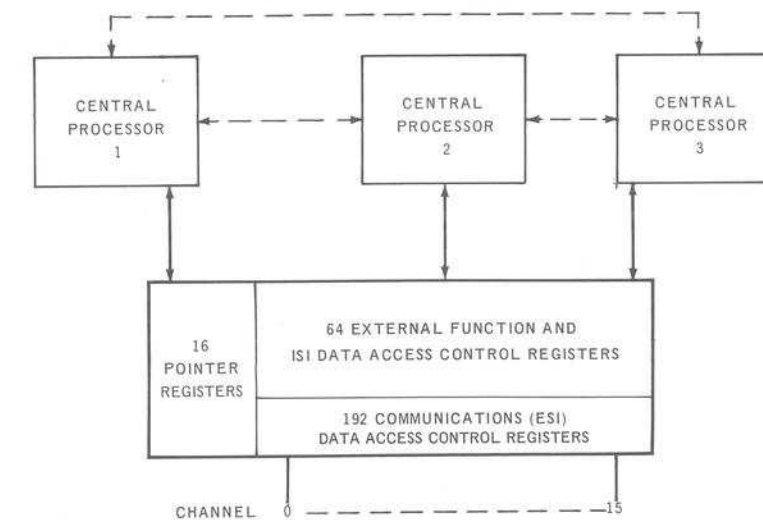 CENTRAL
PROCESSOR
1
CENTRAL
PROCESSOR
2
CENTRAL
PROCESSOR
3
16
POINTER
REGISTERS
64 EXTERNAL FUNCTION AND
ISI DATA ACCESS CONTROL REGISTERS
192 COMMUNICATIONS (ESI)
DATA ACCESS CONTROL REGISTERS
CHANNEL 0 15